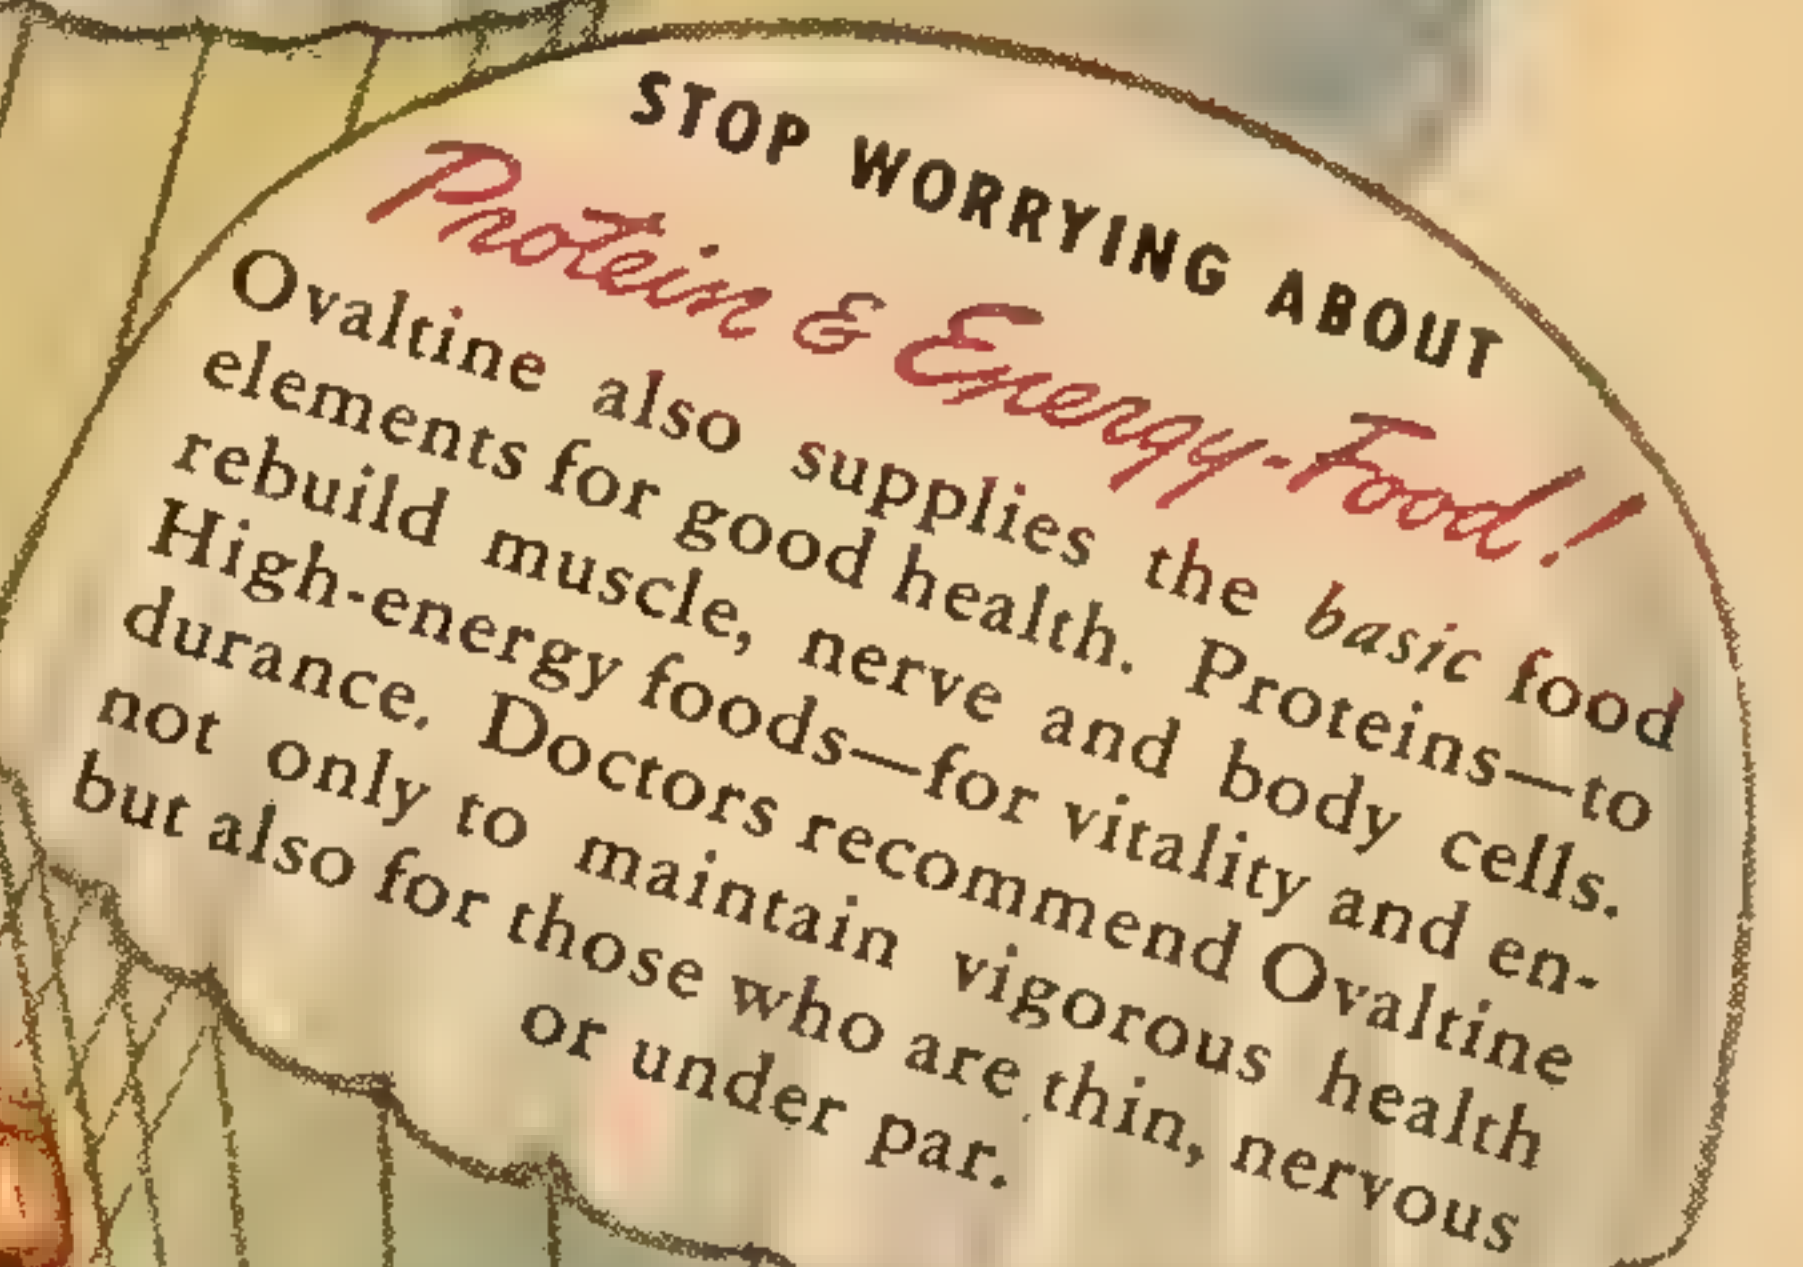 STOP WORRYING ABOUT
Protein & Energy-Food!
Ovaltine also supplies the basic food
elements for good health. Proteins—to
rebuild muscle, nerve and body cells.
High-energy foods—for vitality and en-
durance. Doctors recommend Ovaltine
not only to maintain vigorous health
but also for those who are thin, nervous
or under par.